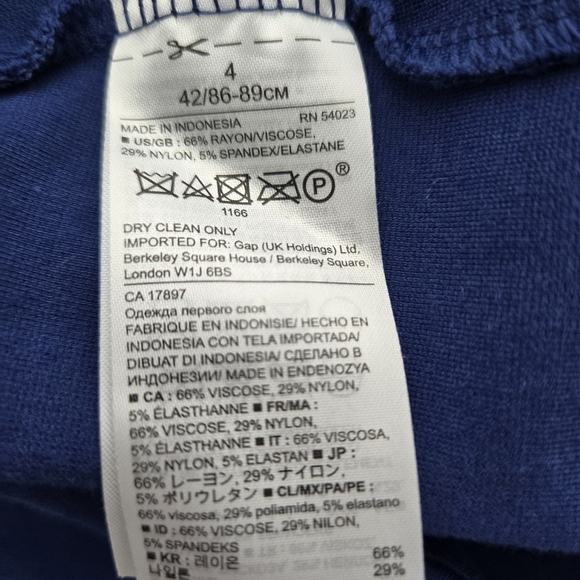 4
42/86-89CM
MADE IN INDONESIA RN 54023
■ US/GB : 66% RAYON/VISCOSE,
29% NYLON, 5% SPANDEX/ELASTANE
P ®
1166
DRY CLEAN ONLY
IMPORTED FOR: Gap (UK Holdings) Ltd,
Berkeley Square House / Berkeley Square,
London W1J 6BS
CA 17897
Одежда первого слоя
FABRIQUE EN INDONISIE/ HECHO EN
INDONESIA CON TELA IMPORTADA/
DIBUAT DI INDONESIA/ СДЕЛАНО В
ИНДОНЕЗИИ/ MADE IN ENDENOZYA
■ CA : 66% VISCOSE, 29% NYLON,
5% ÉLASTHANNE ■ FR/MA :
66% VISCOSE, 29% NYLON,
5% ÉLASTHANNE ■ IT : 66% VISCOSA,
29% NYLON, 5% ELASTAN ■ JP :
66% レーヨン, 29% ナイロン,
5% ポリウレタン ■ CL/MX/PA/PE :
66% viscosa, 29% poliamida, 5% elastano
■ ID : 66% VISCOSE, 29% NILON,
5% SPANDEKS
■ KR : 레이온 66%
나일론 29%